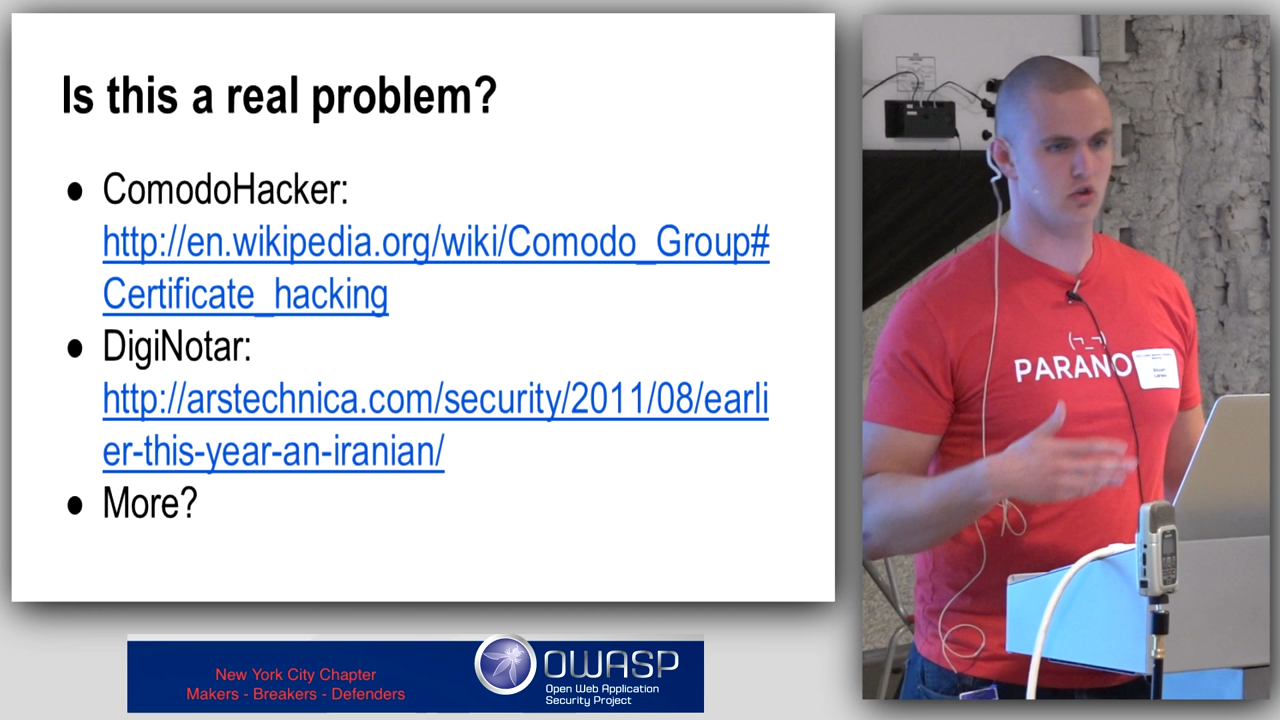 Is this a real problem?
● ComodoHacker:
http://en.wikipedia.org/wiki/Comodo_Group#
Certificate_hacking
● DigiNotar:
http://arstechnica.com/security/2011/08/earli
er-this-year-an-iranian/
● More?
New York City Chapter
Makers - Breakers - Defenders
OWASP
Open Web Application
Security Project
(¬_¬)
PARANO